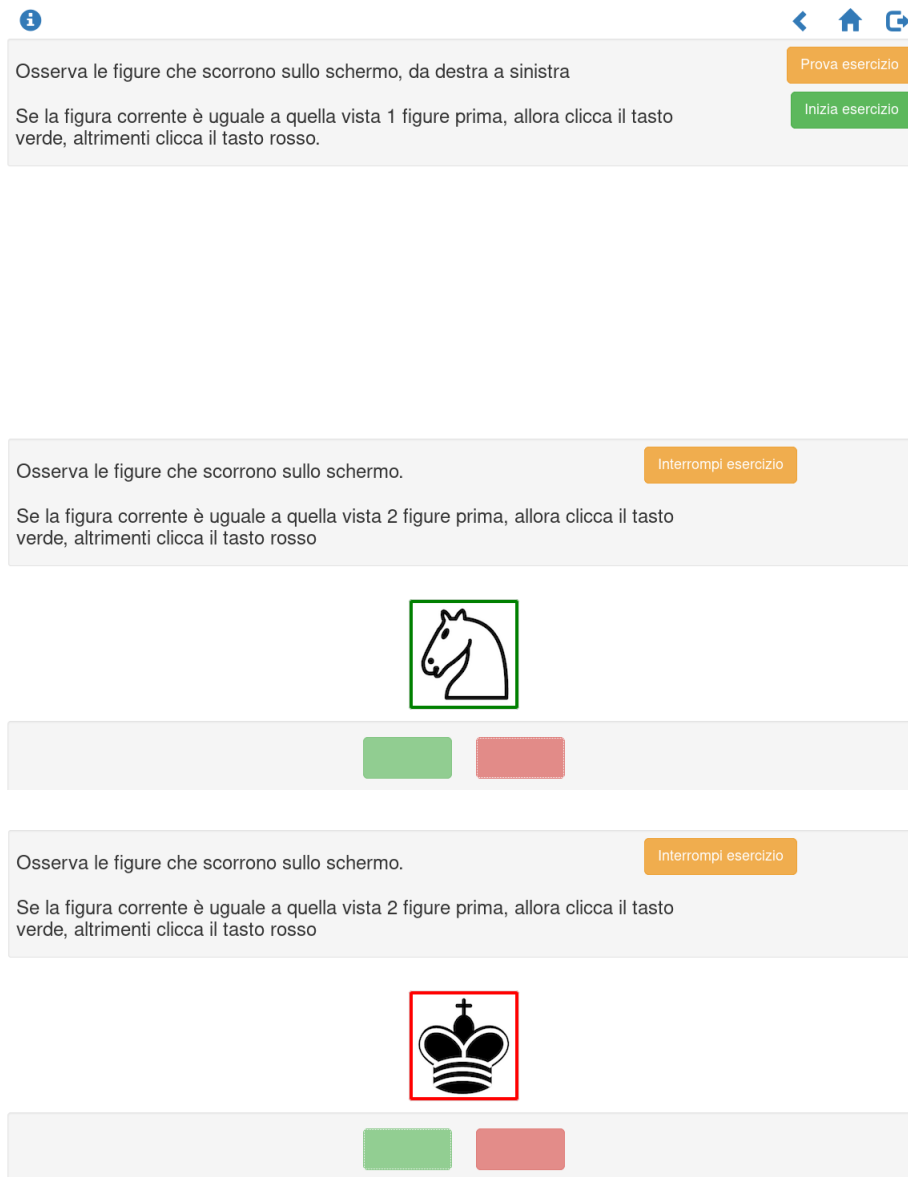 Osserva le figure che scorrono sullo schermo, da destra a sinistra
Prova esercizio
Inizia esercizio
Se la figura corrente è uguale a quella vista 1 figure prima, allora clicca il tasto
verde, altrimenti clicca il tasto rosso.
Osserva le figure che scorrono sullo schermo.
Interrompi esercizio
Se la figura corrente è uguale a quella vista 2 figure prima, allora clicca il tasto
verde, altrimenti clicca il tasto rosso
Osserva le figure che scorrono sullo schermo.
Interrompi esercizio
Se la figura corrente è uguale a quella vista 2 figure prima, allora clicca il tasto
verde, altrimenti clicca il tasto rosso